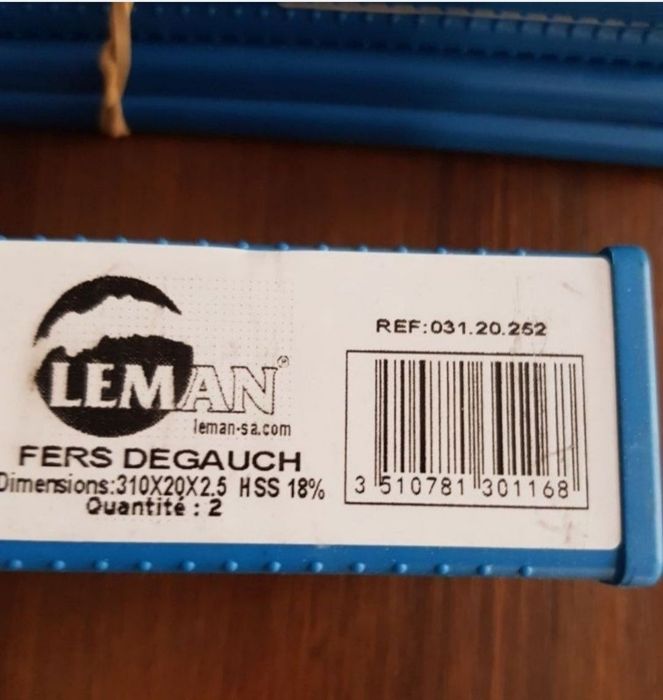 LEMAN®
leman-sa.com
FERS DEGAUCH
Dimensions:310X20X2.5 HSS 18%
Quantité : 2
REF:031.20.252
3 510781 301168